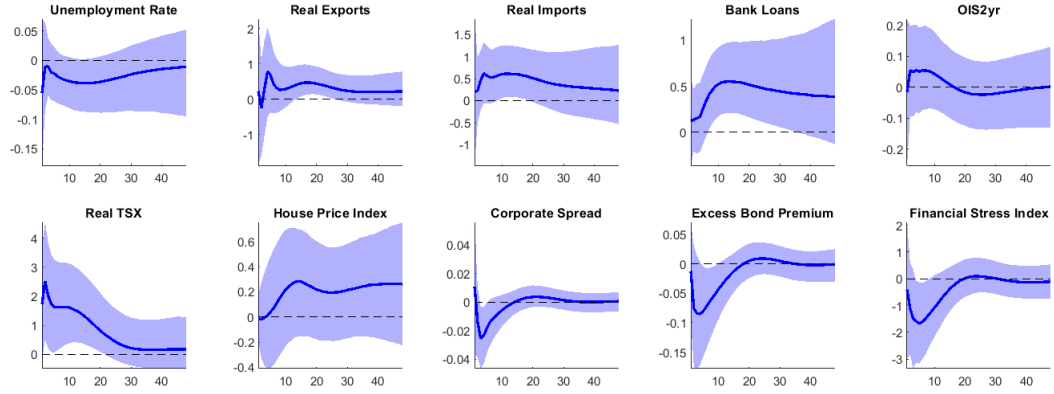 Unemployment Rate
0.05
0
-0.05
-0.1
-0.15
10 20 30 40
Real Exports
2
1
0
-1
10 20 30 40
Real Imports
1.5
1
0.5
0
-0.5
-1
10 20 30 40
Bank Loans
1
0.5
0
10 20 30 40
OIS2yr
0.2
0.1
0
-0.1
-0.2
10 20 30 40
Real TSX
4
3
2
1
0
10 20 30 40
House Price Index
0.6
0.4
0.2
0
-0.2
-0.4
10 20 30 40
Corporate Spread
0.04
0.02
0
-0.02
-0.04
10 20 30 40
Excess Bond Premium
0.05
0
-0.05
-0.1
-0.15
10 20 30 40
Financial Stress Index
2
1
0
-1
-2
-3
10 20 30 40